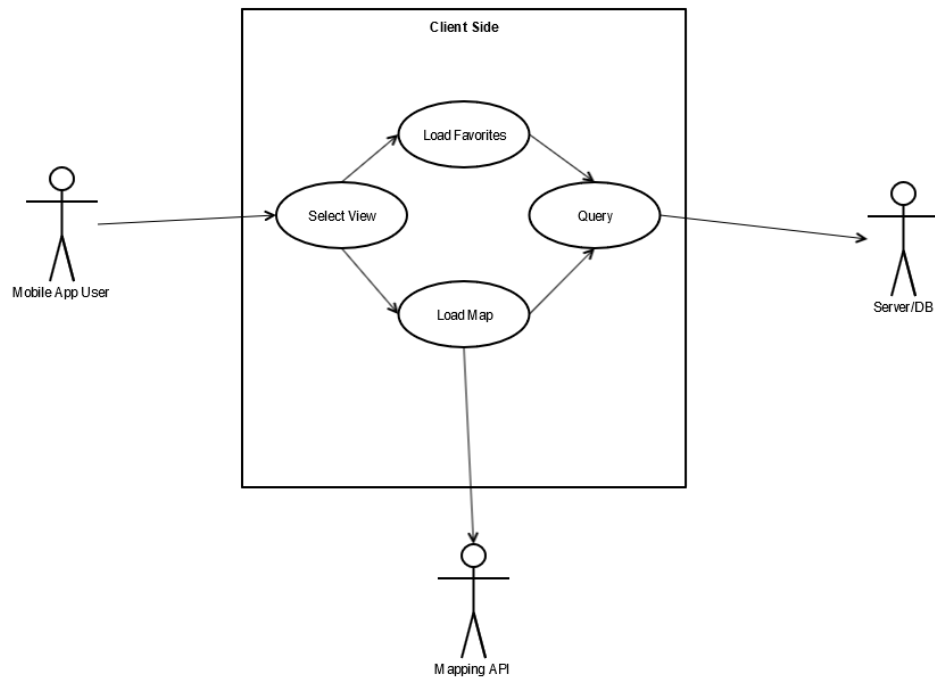 Client Side
Load Favorites
Select View
Query
Mobile App User
Server/DB
Load Map
Mapping API